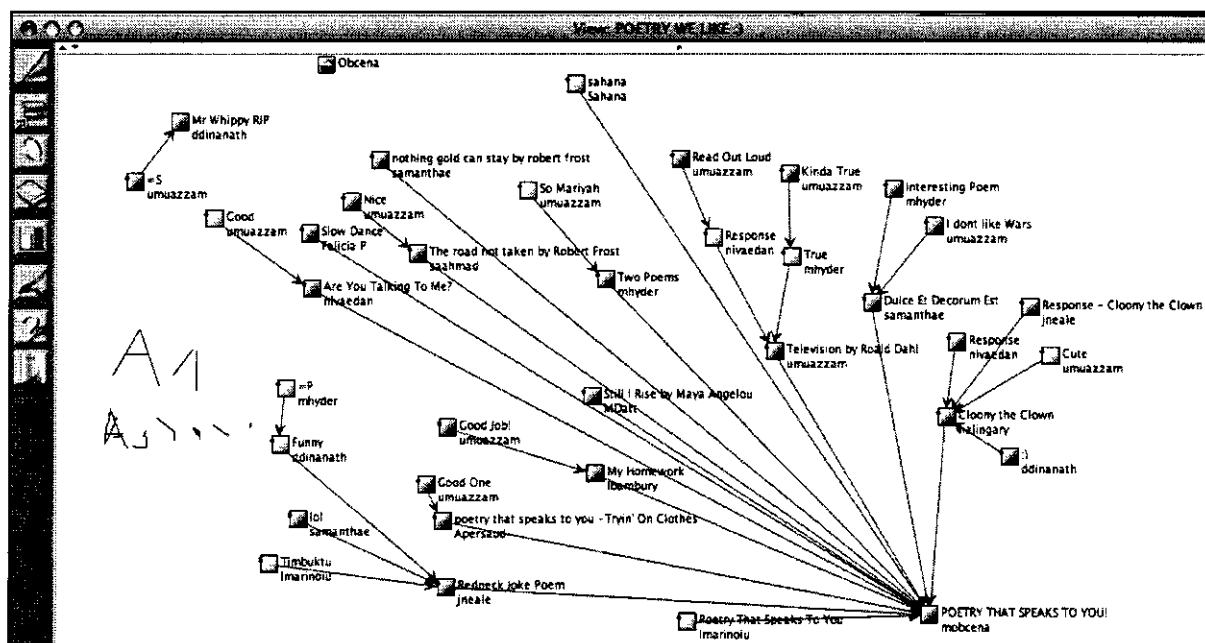 View: POETRY WE LIKE :)
Obcena
sahana
Sahana
Mr Whippy RIP
ddinanath
nothing gold can stay by robert frost
samanthae
Read Out Loud
umuazzam
Kinda True
umuazzam
=S
umuazzam
So Mariyah
umuazzam
Interesting Poem
mhyder
Nice
umuazzam
Good
umuazzam
Slow Dance
Felicia P
I dont like Wars
umuazzam
Response
nivaedan
The road not taken by Robert Frost
saahmad
True
mhyder
Two Poems
mhyder
Are You Talking To Me?
nivaedan
Dulce Et Decorum Est
samanthae
Response - Cloony the Clown
jneale
Response
nivaedan
Television by Roald Dahl
umuazzam
Cute
umuazzam
A1
=P
mhyder
Still I Rise by Maya Angelou
MDatt
Cloony the Clown
Good Job!
umuazzam
Funny
ddinanath
:)
ddinanath
My Homework
lbambury
Good One
umuazzam
lol
samanthae
poetry that speaks to you - Tryin' On Clothes
Apersaud
Timbuktu
lmarinoiu
Redneck Joke Poem
jneale
Poetry That Speaks To You
lmarinoiu
POETRY THAT SPEAKS TO YOU!
mobcena